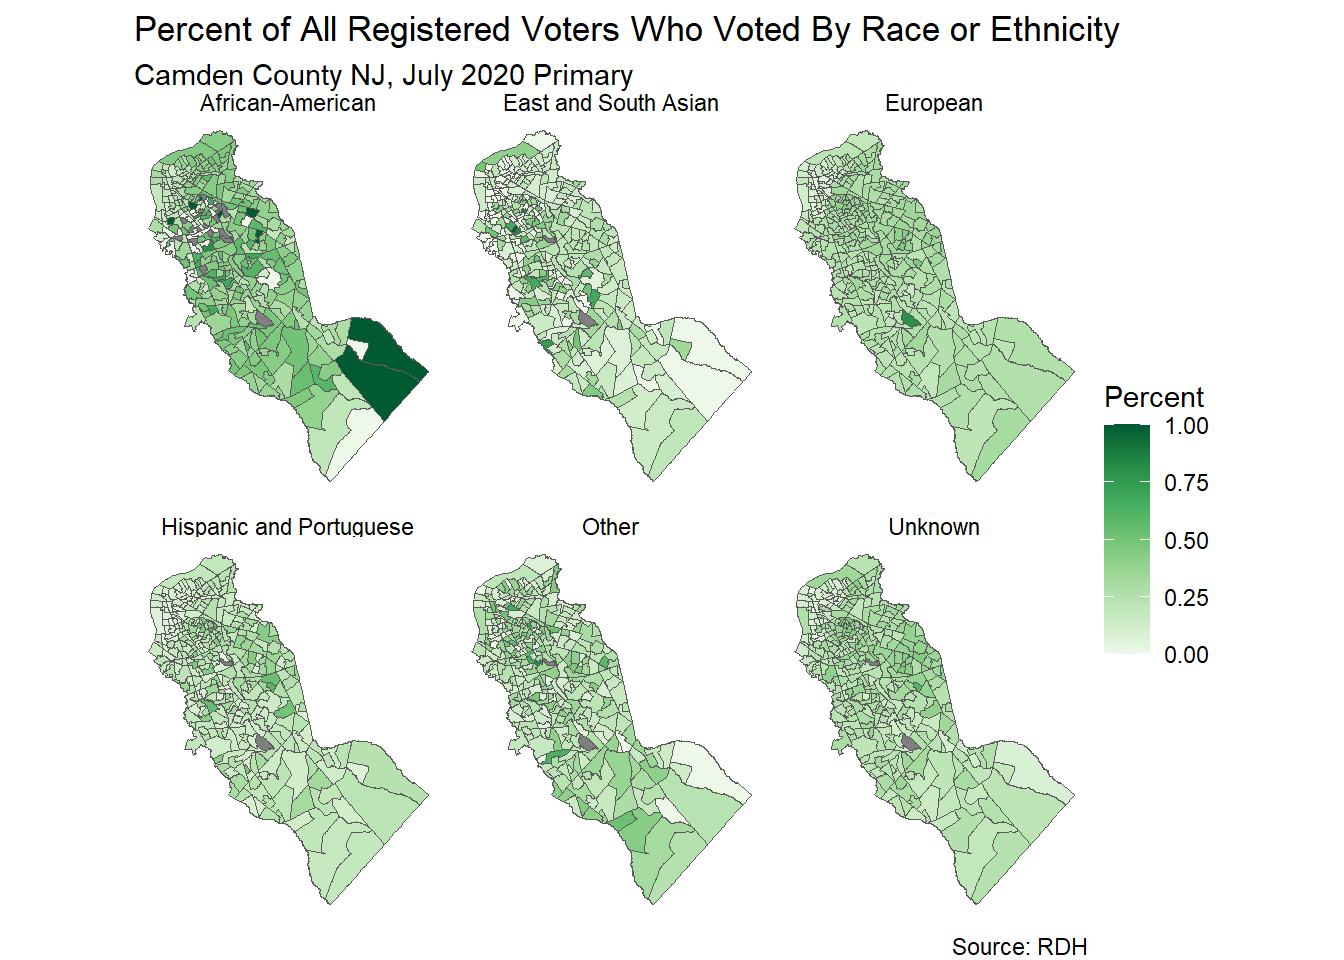 Percent of All Registered Voters Who Voted By Race or Ethnicity
Camden County NJ, July 2020 Primary
African-American
East and South Asian
European
Hispanic and Portuguese
Other
Unknown
Percent
1.00
0.75
0.50
0.25
0.00
Source: RDH